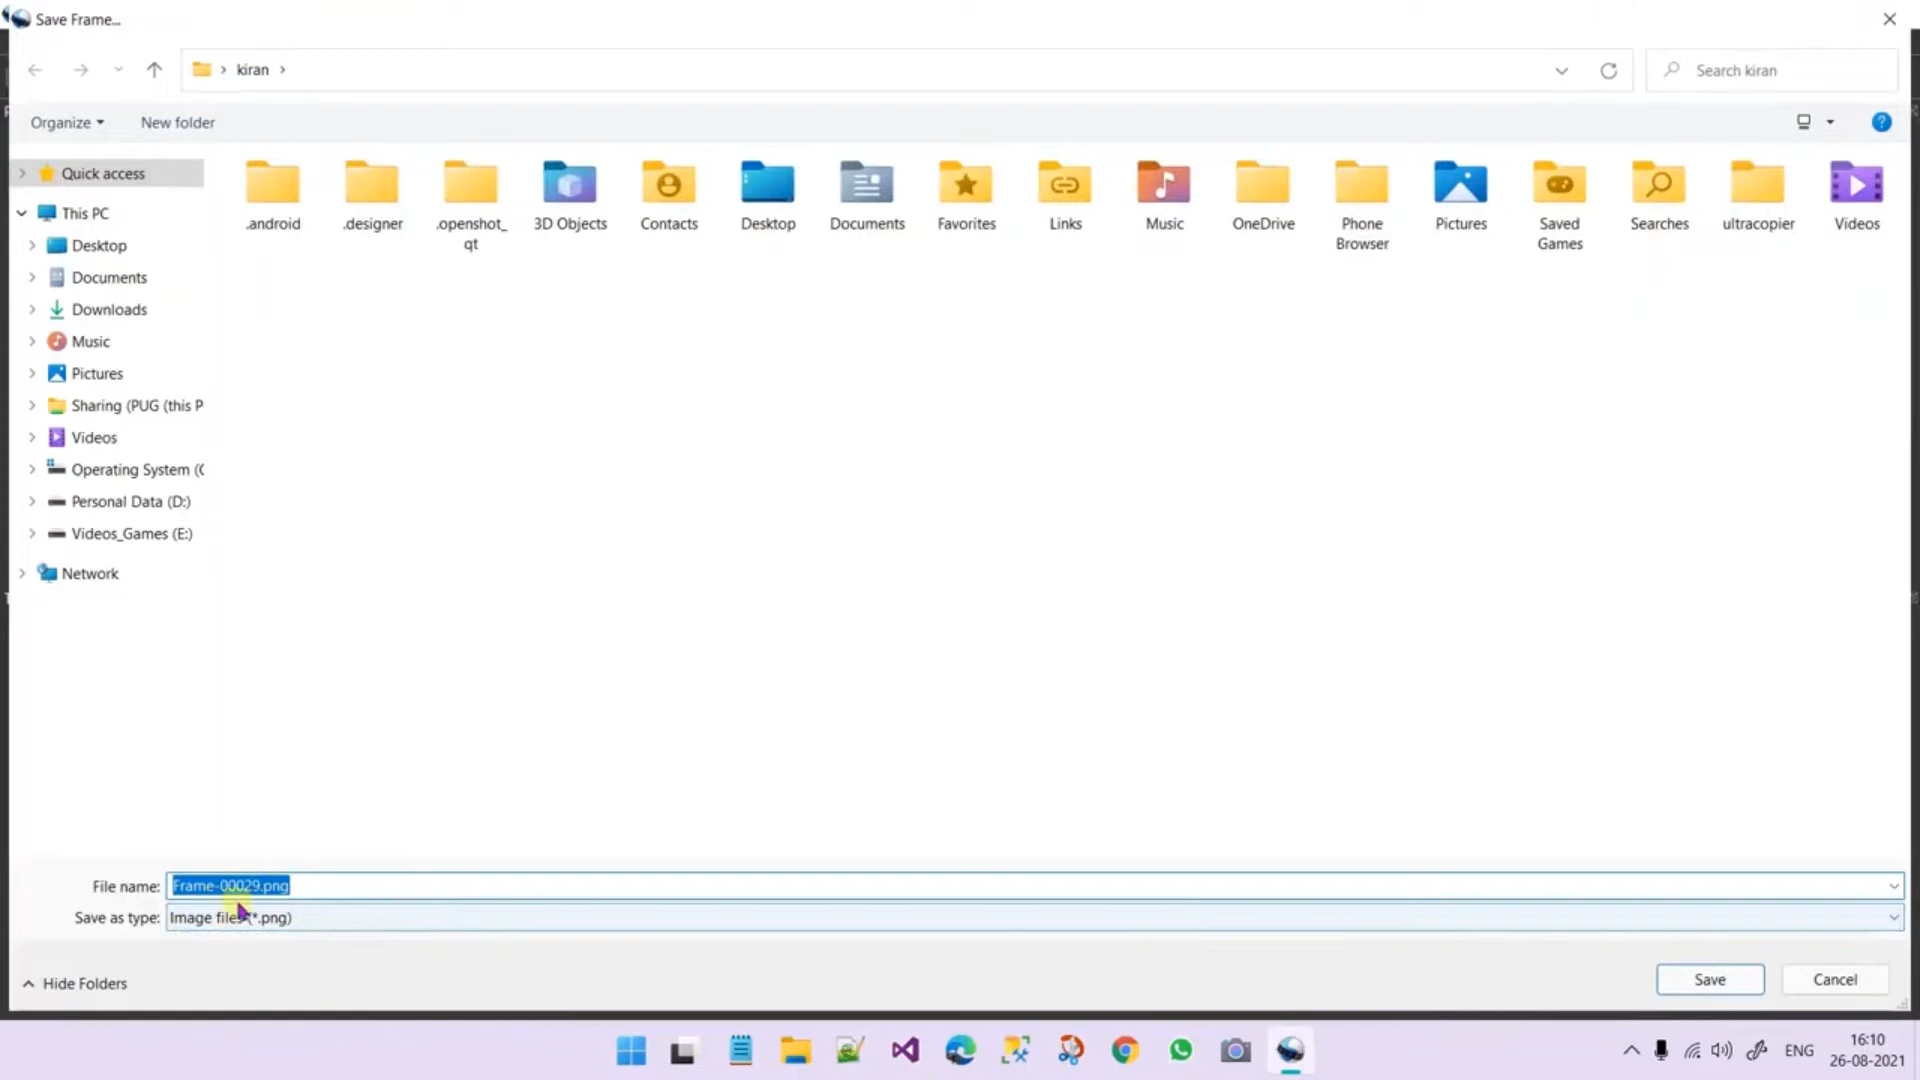 Save Frame...
kiran
Search kiran
Organize
New folder
Quick access
This PC
Desktop
Documents
Downloads
Music
Pictures
Sharing (PUG (this P
Videos
Operating System (C
Personal Data (D:)
Videos_Games (E:)
Network
.android
.designer
.openshot_
qt
3D Objects
Contacts
Desktop
Documents
Favorites
Links
Music
OneDrive
Phone
Browser
Pictures
Saved
Games
Searches
ultracopier
Videos
File name: Frame-00029.png
Save as type: Image files (*.png)
Hide Folders
Save
Cancel
ENG
16:10
26-08-2021